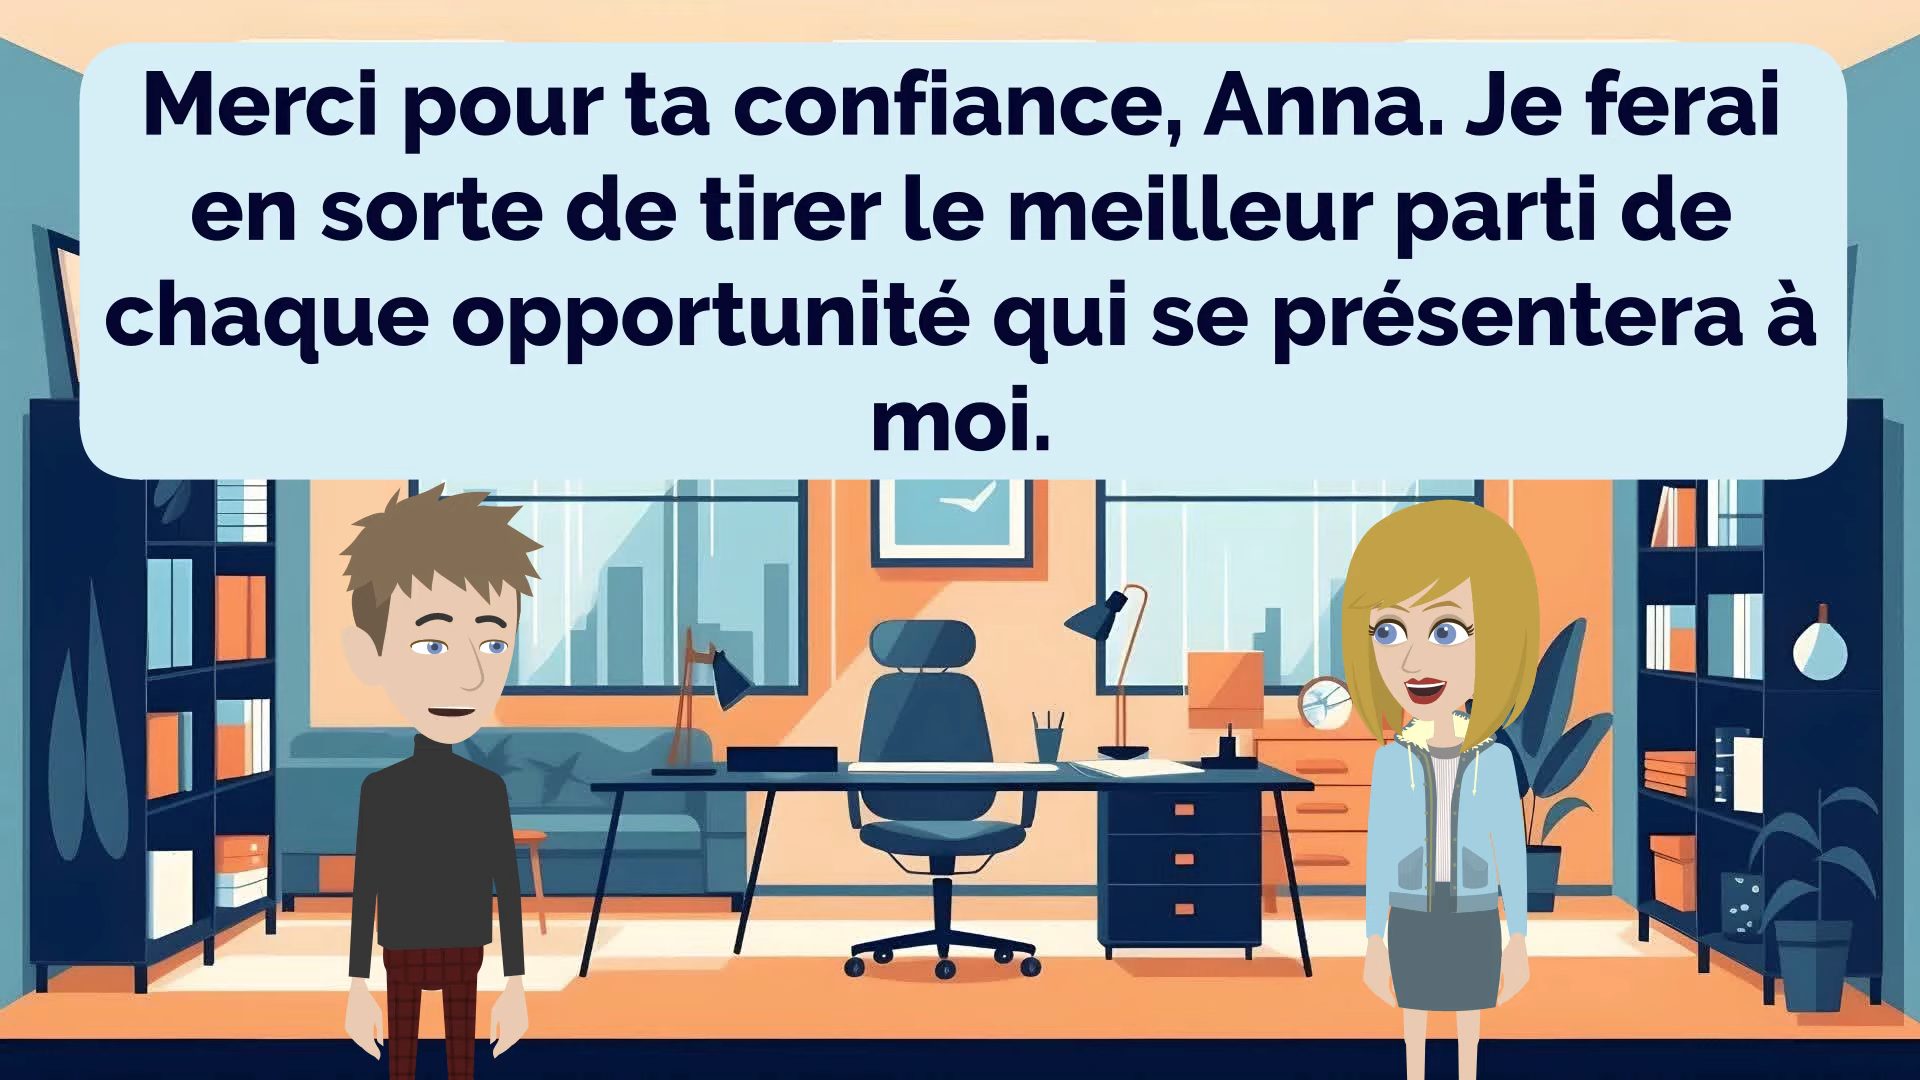 Merci pour ta confiance, Anna. Je ferai
en sorte de tirer le meilleur parti de
chaque opportunité qui se présentera à
moi.